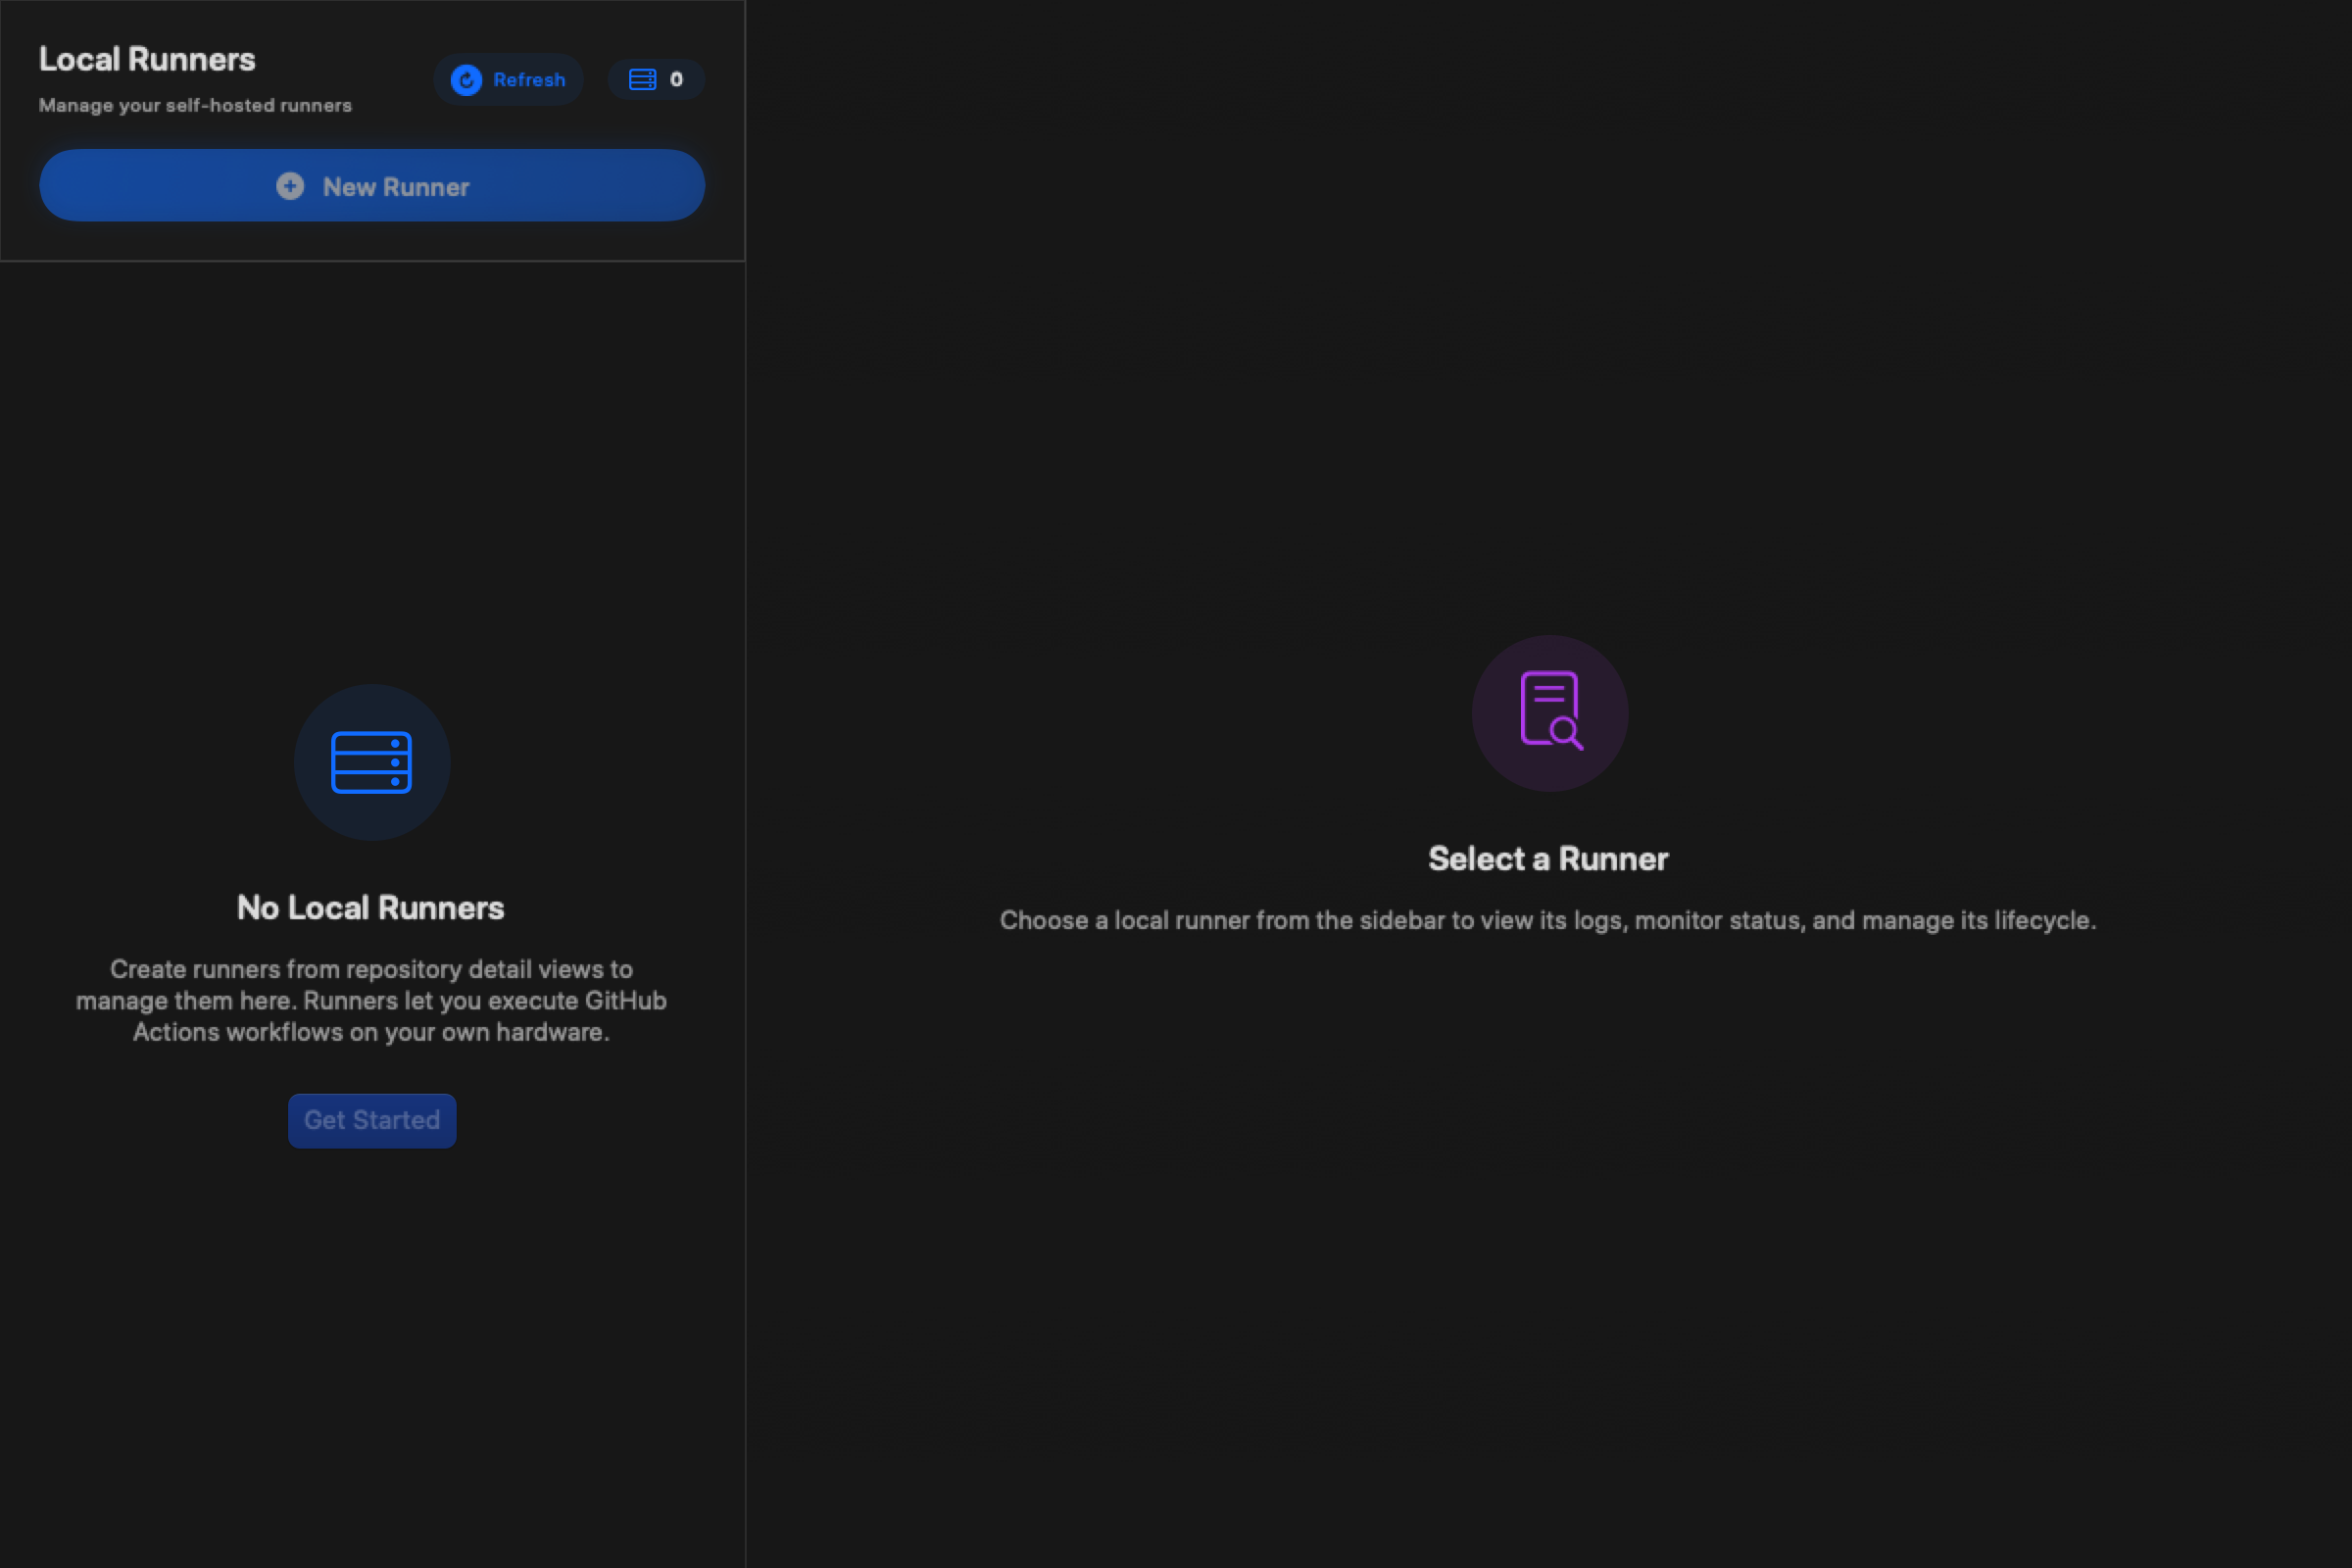 Local Runners
Manage your self-hosted runners
Refresh
0
New Runner
No Local Runners
Create runners from repository detail views to
manage them here. Runners let you execute GitHub
Actions workflows on your own hardware.
Get Started
Select a Runner
Choose a local runner from the sidebar to view its logs, monitor status, and manage its lifecycle.